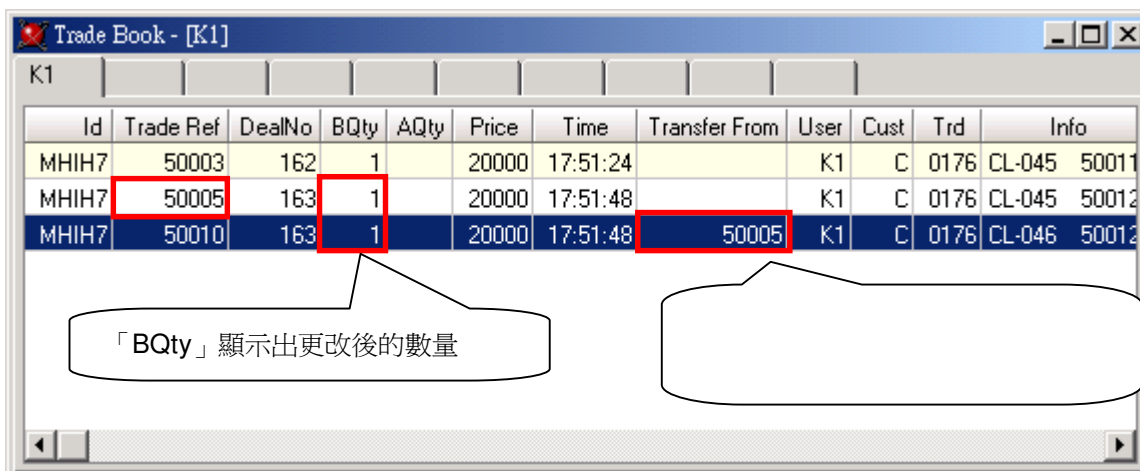 Trade Book - [K1]
K1
Id Trade Ref DealNo BQty AQty Price Time Transfer From User Cust Trd Info
MHIH7 50003 162 1 20000 17:51:24 K1 C 0176 CL-045 50011
MHIH7 50005 163 1 20000 17:51:48 K1 C 0176 CL-045 50012
MHIH7 50010 163 1 20000 17:51:48 50005 K1 C 0176 CL-046 50012
「BQty」顯示出更改後的數量